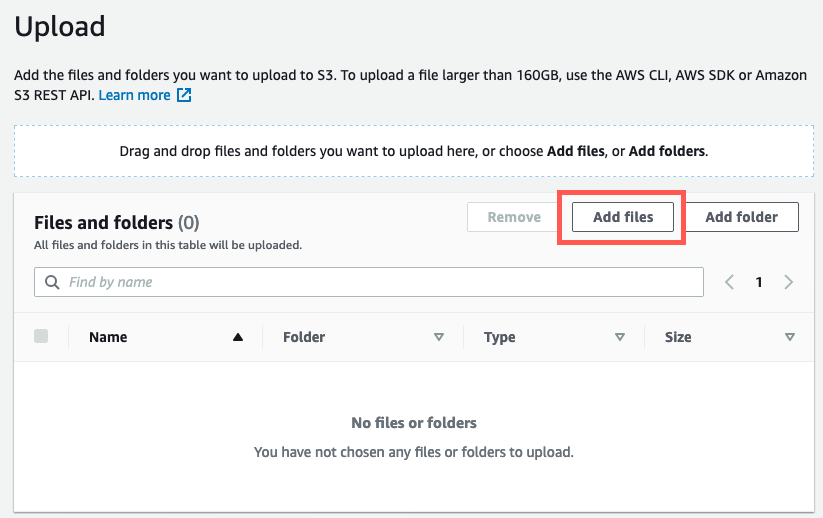 Upload
Add the files and folders you want to upload to S3. To upload a file larger than 160GB, use the AWS CLI, AWS SDK or Amazon
S3 REST API. Learn more
Drag and drop files and folders you want to upload here, or choose Add files, or Add folders.
Files and folders (0)
Remove Add files Add folder
All files and folders in this table will be uploaded.
Find by name
1
Name Folder Type Size
No files or folders
You have not chosen any files or folders to upload.